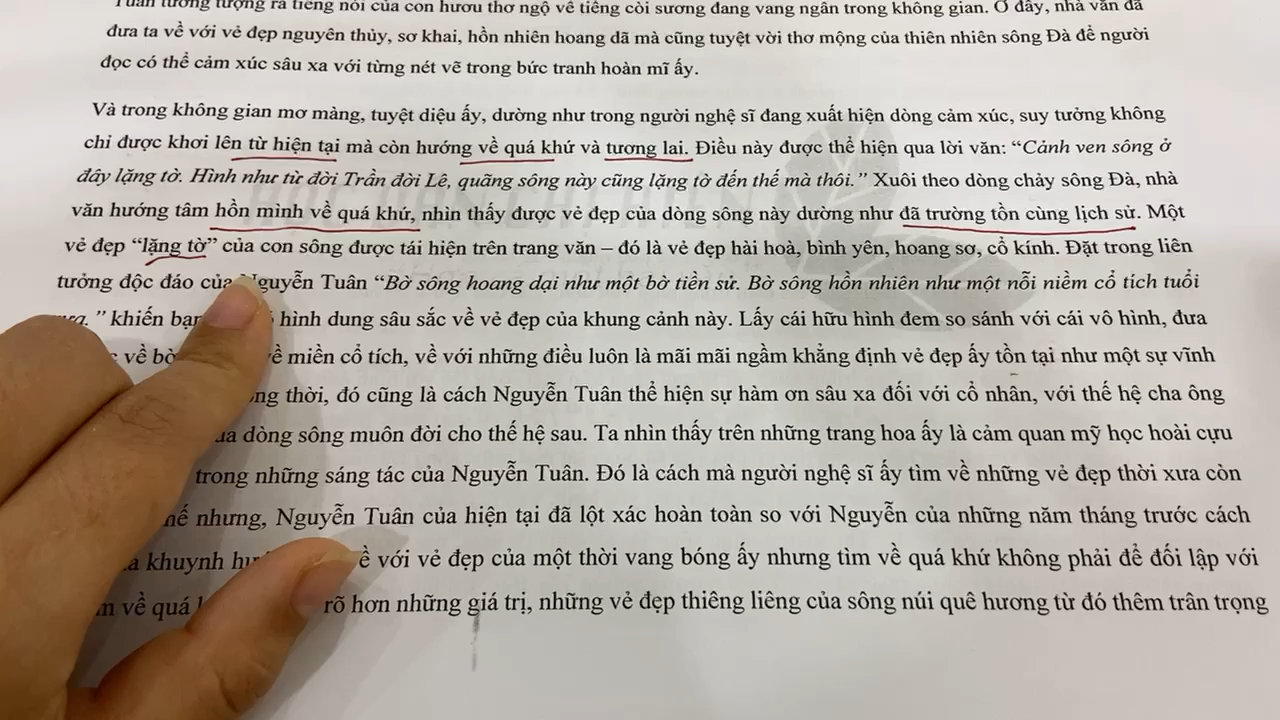 Tuân tưởng tượng ra tiếng nói của con hươu thơ ngộ về tiếng còi sương đang vang ngân trong không gian. Ở đây, nhà văn đã
đưa ta về với vẻ đẹp nguyên thủy, sơ khai, hồn nhiên hoang dã mà cũng tuyệt vời thơ mộng của thiên nhiên sông Đà để người
đọc có thể cảm xúc sâu xa với từng nét vẽ trong bức tranh hoàn mĩ ấy.
Và trong không gian mơ màng, tuyệt diệu ấy, dường như trong người nghệ sĩ đang xuất hiện dòng cảm xúc, suy tưởng không
chỉ được khơi lên từ hiện tại mà còn hướng về quá khứ và tương lai. Điều này được thể hiện qua lời văn: “Cảnh ven sông ở
đây lặng tờ. Hình như từ đời Trần đời Lê, quãng sông này cũng lặng tờ đến thế mà thôi.” Xuôi theo dòng chảy sông Đà, nhà
văn hướng tâm hồn mình về quá khứ, nhìn thấy được vẻ đẹp của dòng sông này dường như đã trường tồn cùng lịch sử. Một
vẻ đẹp “lặng tờ” của con sông được tái hiện trên trang văn – đó là vẻ đẹp hài hoà, bình yên, hoang sơ, cổ kính. Đặt trong liên
tưởng độc đáo của Nguyễn Tuân “Bờ sông hoang dại như một bờ tiền sử. Bờ sông hồn nhiên như một nỗi niềm cổ tích tuổi
” khiến bạn hình dung sâu sắc về vẻ đẹp của khung cảnh này. Lấy cái hữu hình đem so sánh với cái vô hình, đưa
về bờ về miền cổ tích, về với những điều luôn là mãi mãi ngầm khẳng định vẻ đẹp ấy tồn tại như một sự vĩnh
thời, đó cũng là cách Nguyễn Tuân thể hiện sự hàm ơn sâu xa đối với cổ nhân, với thế hệ cha ông
dòng sông muôn đời cho thế hệ sau. Ta nhìn thấy trên những trang hoa ấy là cảm quan mỹ học hoài cựu
trong những sáng tác của Nguyễn Tuân. Đó là cách mà người nghệ sĩ ấy tìm về những vẻ đẹp thời xưa còn
nhưng, Nguyễn Tuân của hiện tại đã lột xác hoàn toàn so với Nguyễn của những năm tháng trước cách
khuynh về với vẻ đẹp của một thời vang bóng ấy nhưng tìm về quá khứ không phải để đối lập với
về quá rõ hơn những giá trị, những vẻ đẹp thiêng liêng của sông núi quê hương từ đó thêm trân trọng